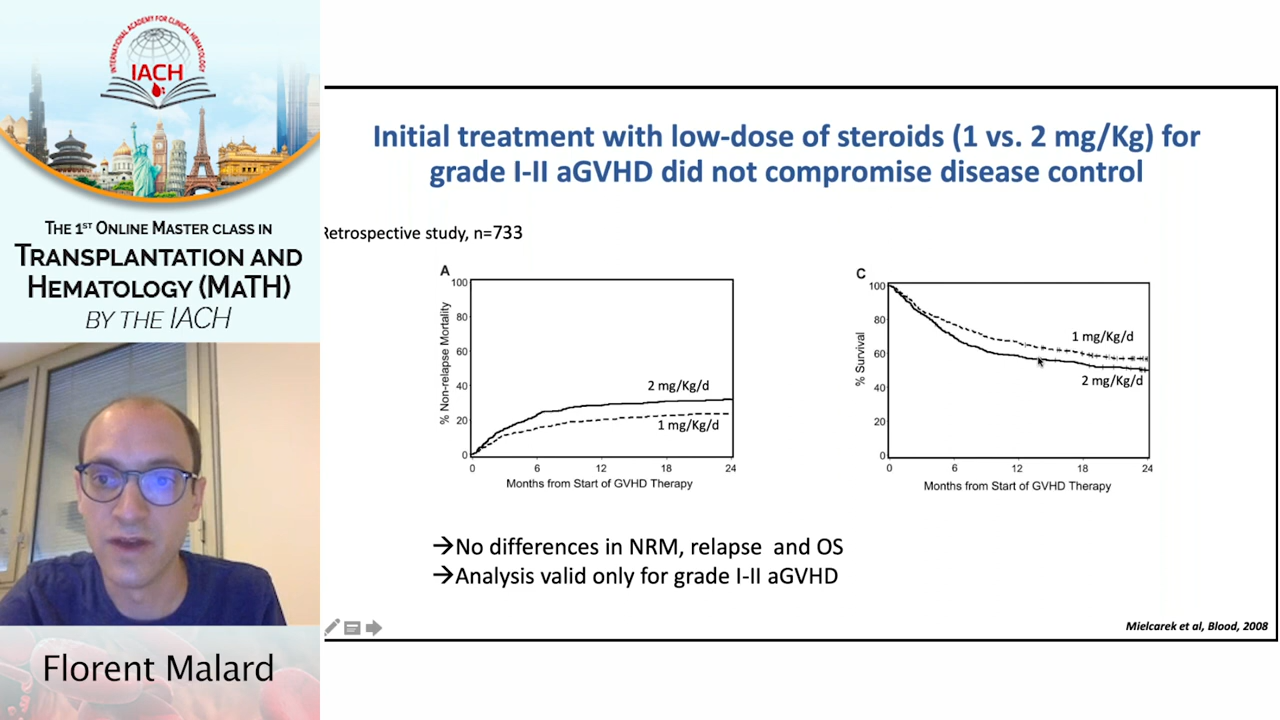 INTERNATIONAL ACADEMY FOR CLINICAL HEMATOLOGY
IACH
THE 1ST ONLINE MASTER CLASS IN
TRANSPLANTATION AND
HEMATOLOGY (MATH)
BY THE IACH
Florent Malard
Initial treatment with low-dose of steroids (1 vs. 2 mg/Kg) for
grade I-II aGVHD did not compromise disease control
Retrospective study, n=733
A
% Non-relapse Mortality
100
80
60
40
20
0
2 mg/Kg/d
1 mg/Kg/d
0 6 12 18 24
Months from Start of GVHD Therapy
C
% Survival
100
80
60
40
20
0
1 mg/Kg/d
2 mg/Kg/d
0 6 12 18 24
Months from Start of GVHD Therapy
→No differences in NRM, relapse and OS
→Analysis valid only for grade I-II aGVHD
Mielcarek et al, Blood, 2008